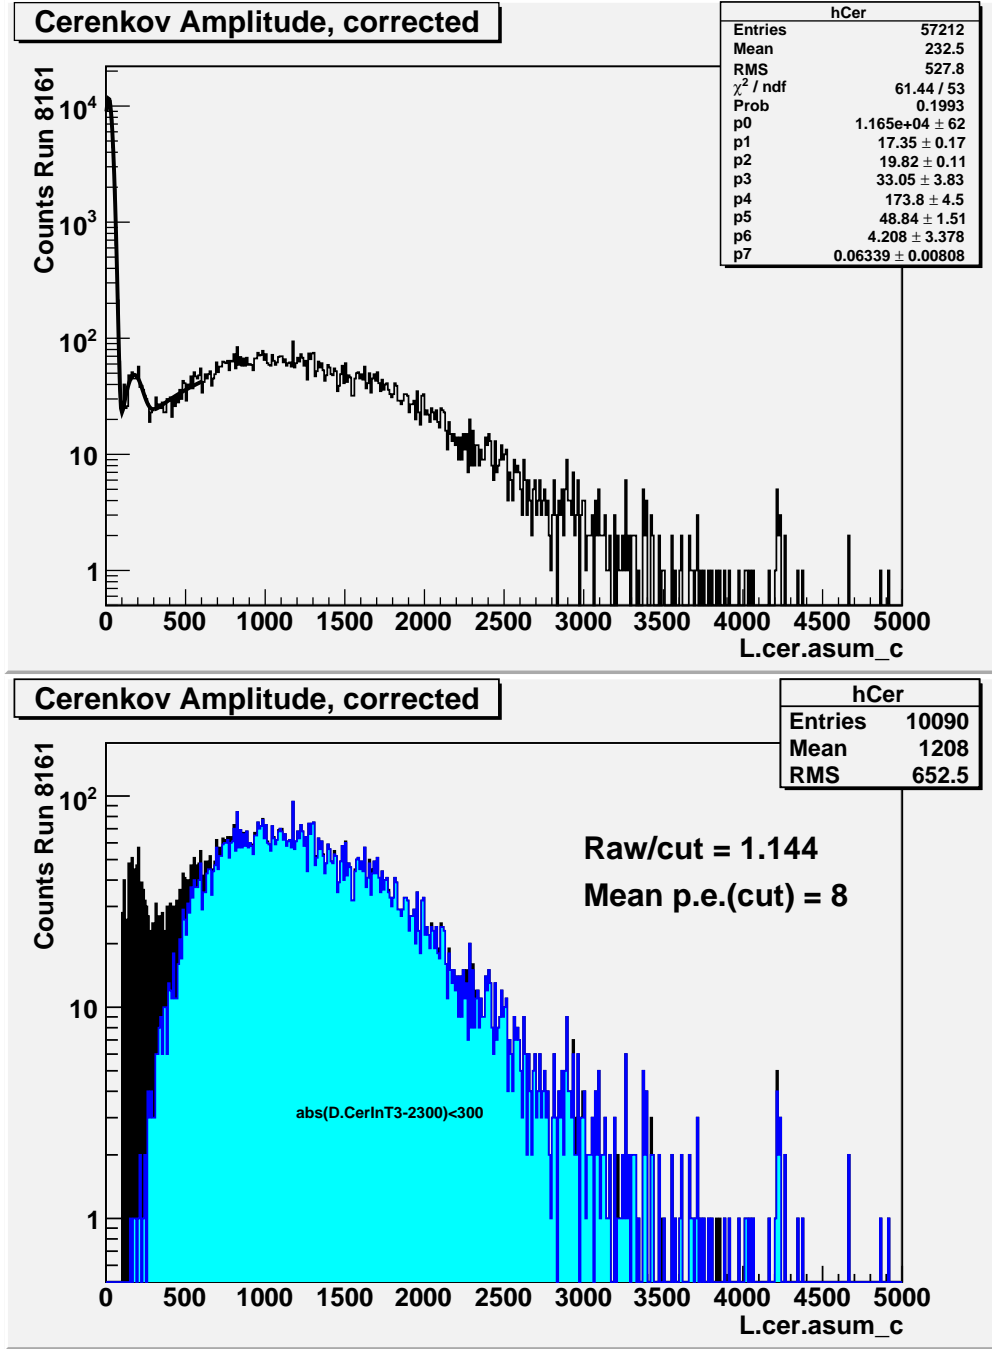 Cerenkov Amplitude, corrected
hCer
Entries 57212
Mean 232.5
RMS 527.8
χ² / ndf 61.44 / 53
Prob 0.1993
p0 1.165e+04 ± 62
p1 17.35 ± 0.17
p2 19.82 ± 0.11
p3 33.05 ± 3.83
p4 173.8 ± 4.5
p5 48.84 ± 1.51
p6 4.208 ± 3.378
p7 0.06339 ± 0.00808
Counts Run 8161
10⁴
10³
10²
10
1
0 500 1000 1500 2000 2500 3000 3500 4000 4500 5000
L.cer.asum_c
Cerenkov Amplitude, corrected
hCer
Entries 10090
Mean 1208
RMS 652.5
Counts Run 8161
10²
10
1
Raw/cut = 1.144
Mean p.e.(cut) = 8
abs(D.CerInT3-2300)<300
0 500 1000 1500 2000 2500 3000 3500 4000 4500 5000
L.cer.asum_c